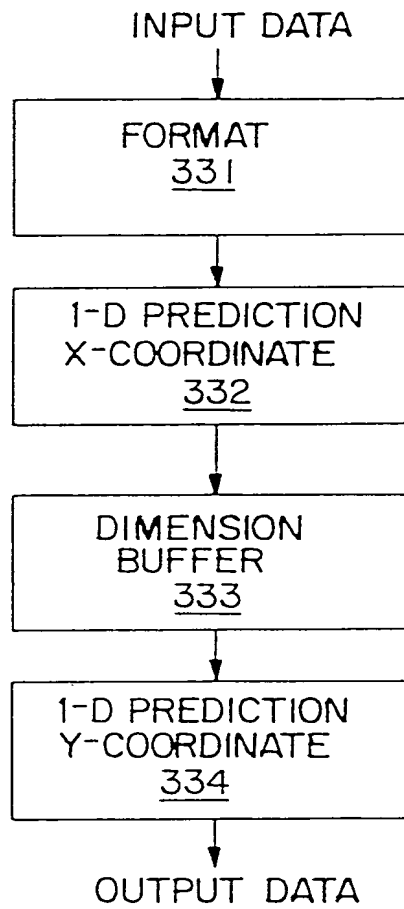 INPUT DATA
FORMAT
331
1-D PREDICTION
X-COORDINATE
332
DIMENSION
BUFFER
333
1-D PREDICTION
Y-COORDINATE
334
OUTPUT DATA